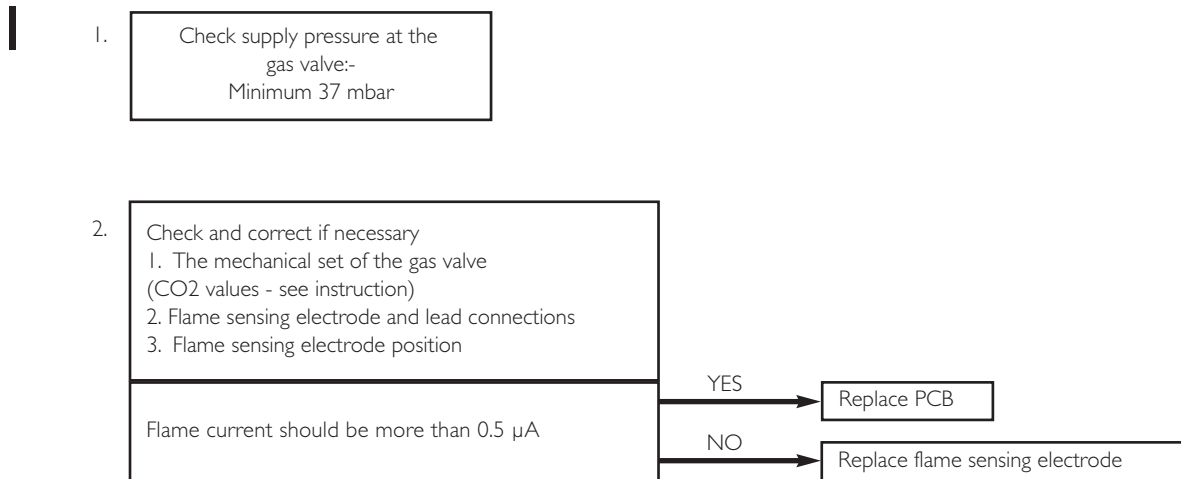 I
1. Check supply pressure at the
gas valve:-
Minimum 37 mbar
2. Check and correct if necessary
1. The mechanical set of the gas valve
(CO2 values - see instruction)
2. Flame sensing electrode and lead connections
3. Flame sensing electrode position
Flame current should be more than 0.5 µA
YES
Replace PCB
NO
Replace flame sensing electrode